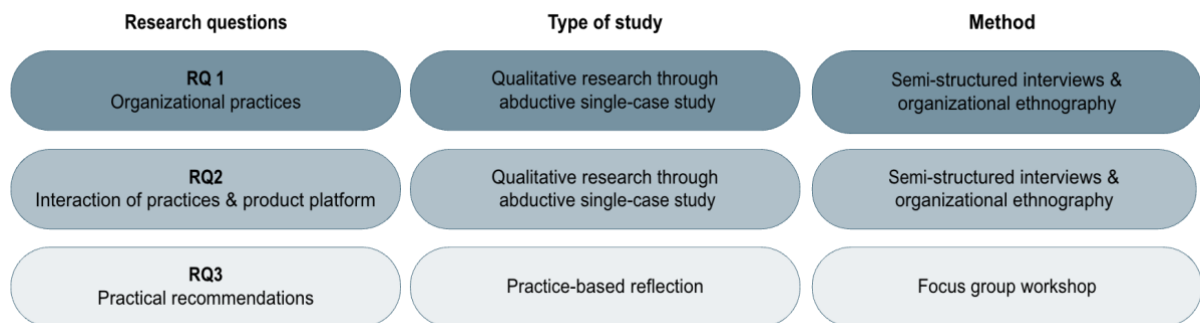 Research questions
Type of study
Method
RQ 1
Organizational practices
Qualitative research through
abductive single-case study
Semi-structured interviews &
organizational ethnography
RQ2
Interaction of practices & product platform
Qualitative research through
abductive single-case study
Semi-structured interviews &
organizational ethnography
RQ3
Practical recommendations
Practice-based reflection
Focus group workshop